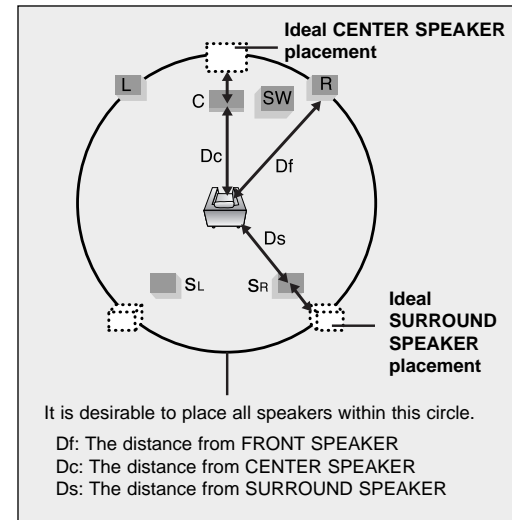 Ideal CENTER SPEAKER
placement
L
R
C
SW
Dc
Df
Ds
SL
SR
Ideal
SURROUND
SPEAKER
placement
It is desirable to place all speakers within this circle.
Df: The distance from FRONT SPEAKER
Dc: The distance from CENTER SPEAKER
Ds: The distance from SURROUND SPEAKER